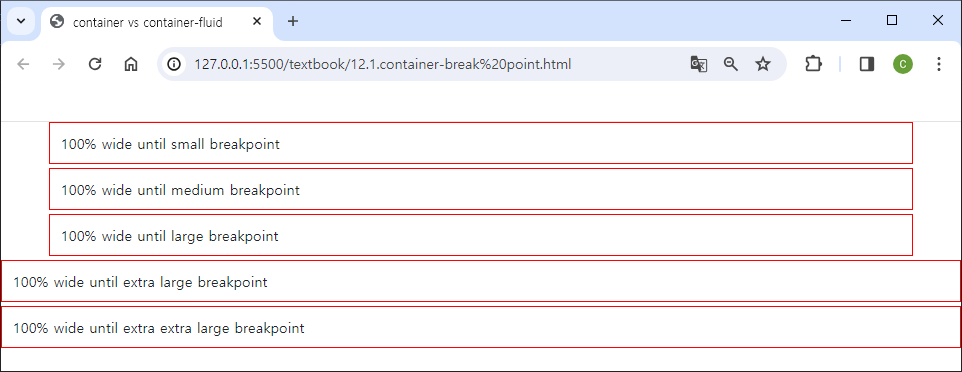 container vs container-fluid
127.0.0.1:5500/textbook/12.1.container-break%20point.html
C
100% wide until small breakpoint
100% wide until medium breakpoint
100% wide until large breakpoint
100% wide until extra large breakpoint
100% wide until extra extra large breakpoint